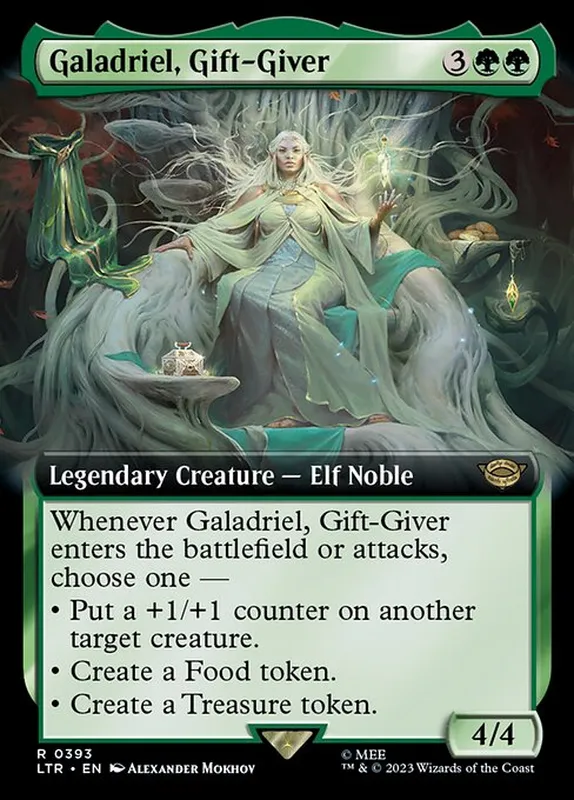 Galadriel, Gift-Giver 3
Legendary Creature — Elf Noble
Whenever Galadriel, Gift-Giver
enters the battlefield or attacks,
choose one —
• Put a +1/+1 counter on another
target creature.
• Create a Food token.
• Create a Treasure token.
4/4
R 0393
LTR • EN Alexander Mokhov
© MEE
™ & © 2023 Wizards of the Coast